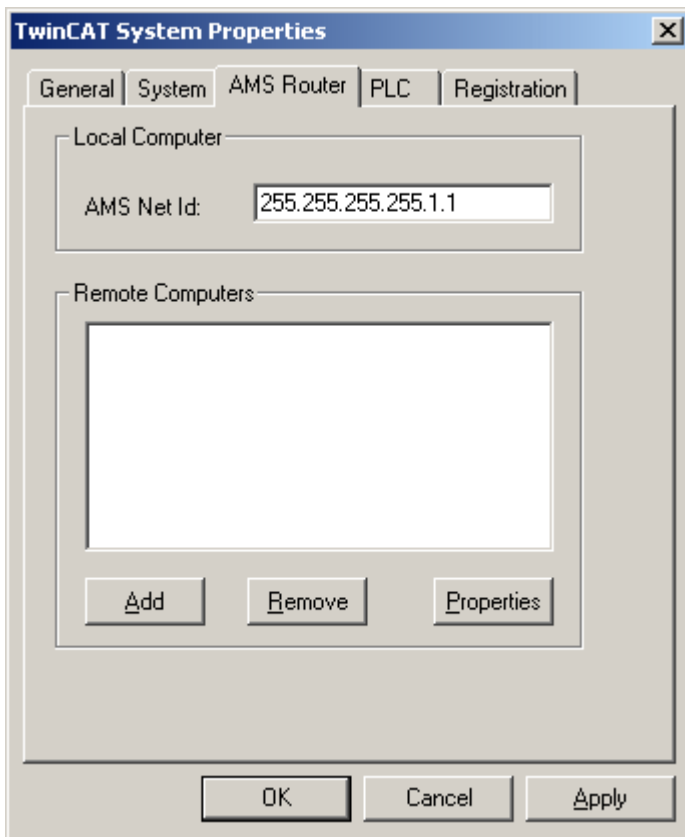 TwinCAT System Properties
General System AMS Router PLC Registration
Local Computer
AMS Net Id: 255.255.255.255.1.1
Remote Computers
Add Remove Properties
OK Cancel Apply